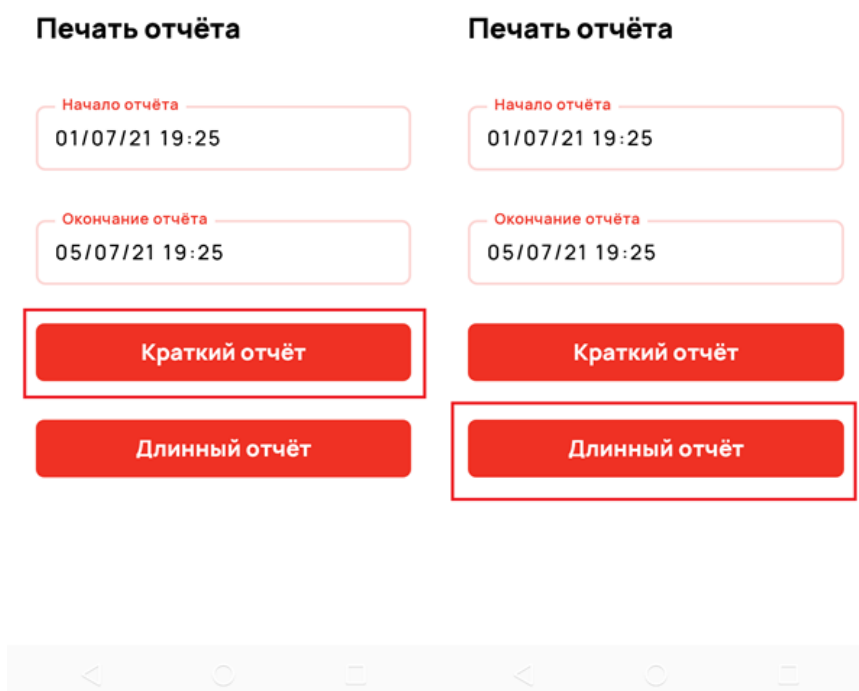 Печать отчёта
Начало отчёта
01/07/21 19:25
Окончание отчёта
05/07/21 19:25
Краткий отчёт
Длинный отчёт
Печать отчёта
Начало отчёта
01/07/21 19:25
Окончание отчёта
05/07/21 19:25
Краткий отчёт
Длинный отчёт